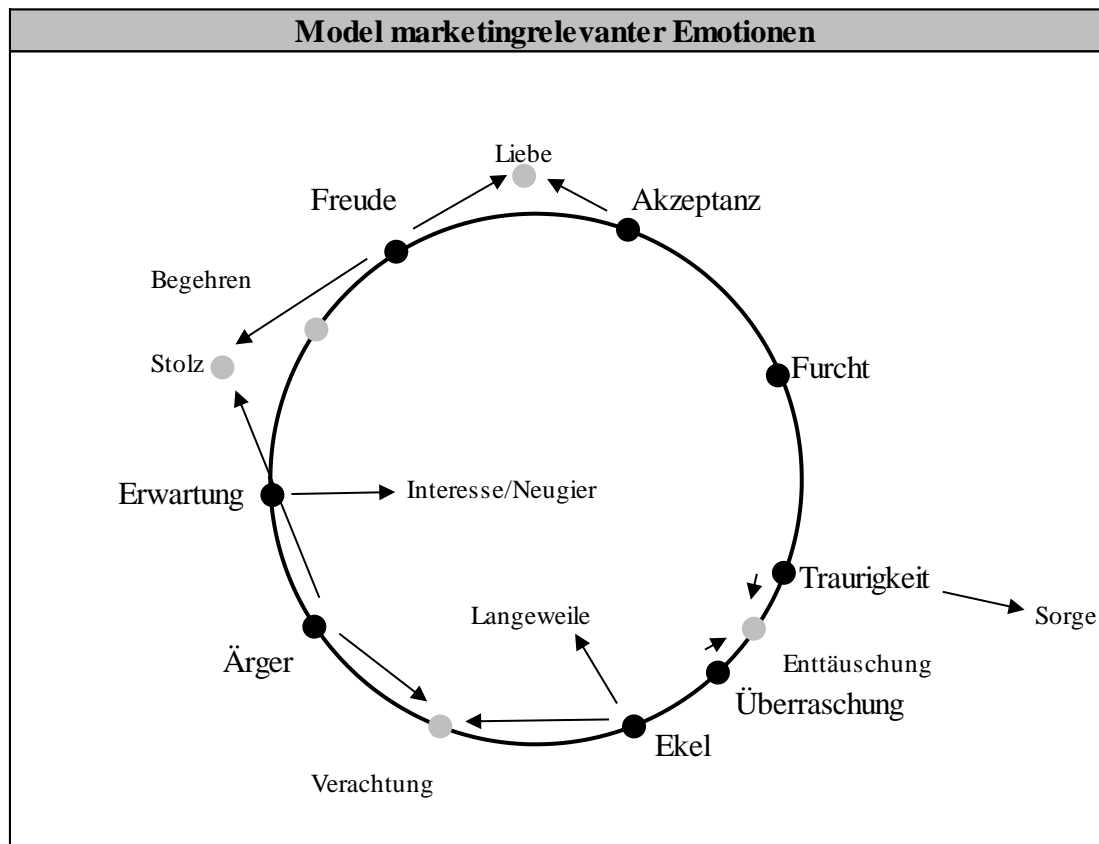 Model marketingrelevanter Emotionen
Liebe
Freude
Akzeptanz
Begehren
Stolz
Furcht
Erwartung
Interesse/Neugier
Traurigkeit
Langeweile
Sorge
Ärger
Enttäuschung
Überraschung
Ekel
Verachtung